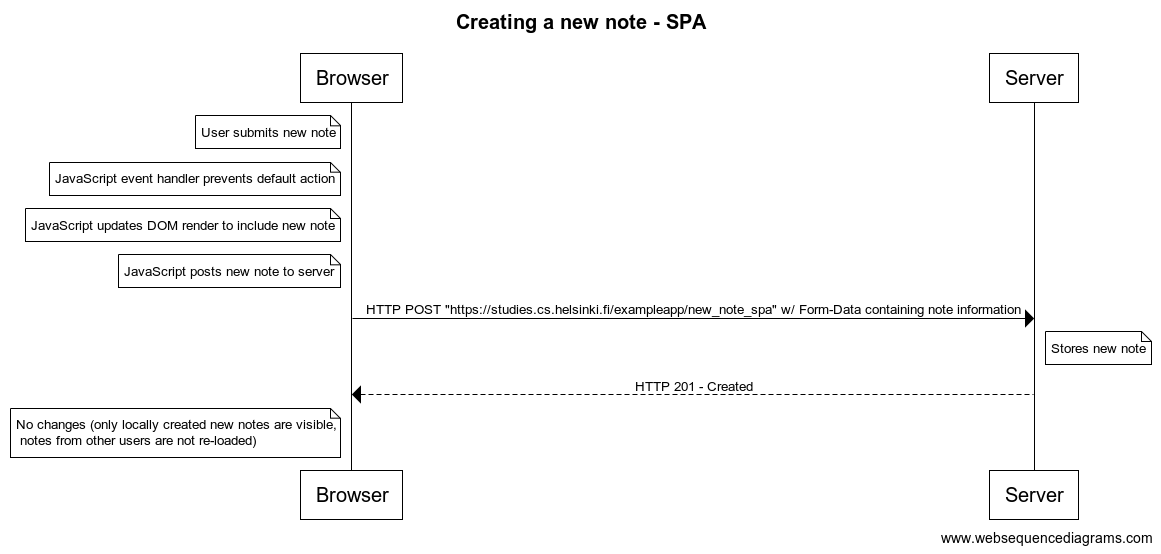 Creating a new note - SPA
Browser
Server
User submits new note
JavaScript event handler prevents default action
JavaScript updates DOM render to include new note
JavaScript posts new note to server
HTTP POST "https://studies.cs.helsinki.fi/exampleapp/new_note_spa" w/ Form-Data containing note information
Stores new note
HTTP 201 - Created
No changes (only locally created new notes are visible,
notes from other users are not re-loaded)
Browser
Server
www.websequencediagrams.com